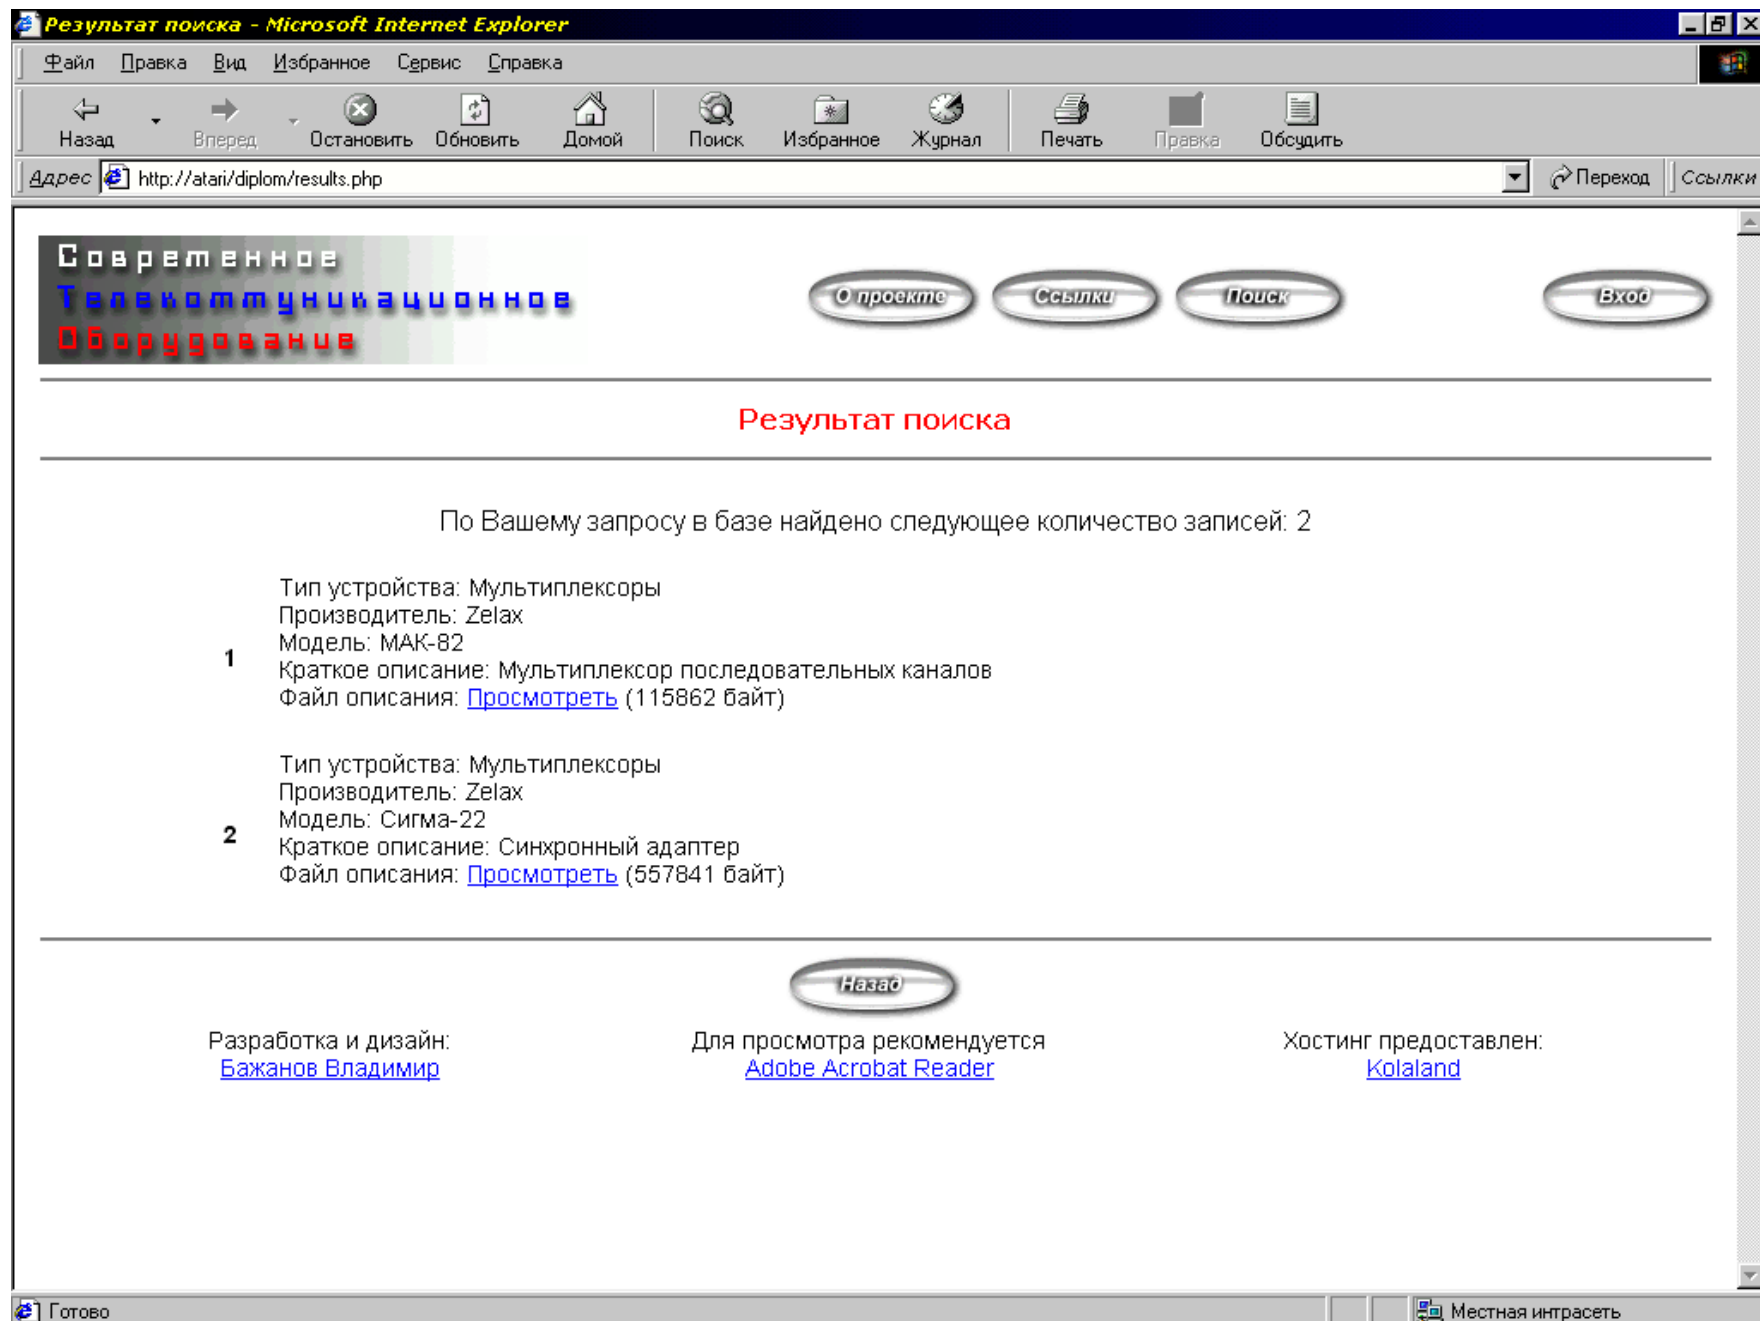 Результат поиска - Microsoft Internet Explorer
Файл Правка Вид Избранное Сервис Справка
Назад Вперед Остановить Обновить Домой Поиск Избранное Журнал Печать Правка Обсудить
Адрес http://atari/diplom/results.php Переход Ссылки
Современное
Телекоммуникационное
Оборудование
О проекте Ссылки Поиск Вход
Результат поиска
По Вашему запросу в базе найдено следующее количество записей: 2
1
Тип устройства: Мультиплексоры
Производитель: Zelax
Модель: МАК-82
Краткое описание: Мультиплексор последовательных каналов
Файл описания: Просмотреть (115862 байт)
2
Тип устройства: Мультиплексоры
Производитель: Zelax
Модель: Сигма-22
Краткое описание: Синхронный адаптер
Файл описания: Просмотреть (557841 байт)
Назад
Разработка и дизайн:
Бажанов Владимир
Для просмотра рекомендуется
Adobe Acrobat Reader
Хостинг предоставлен:
Kolaland
Готово Местная интрасеть